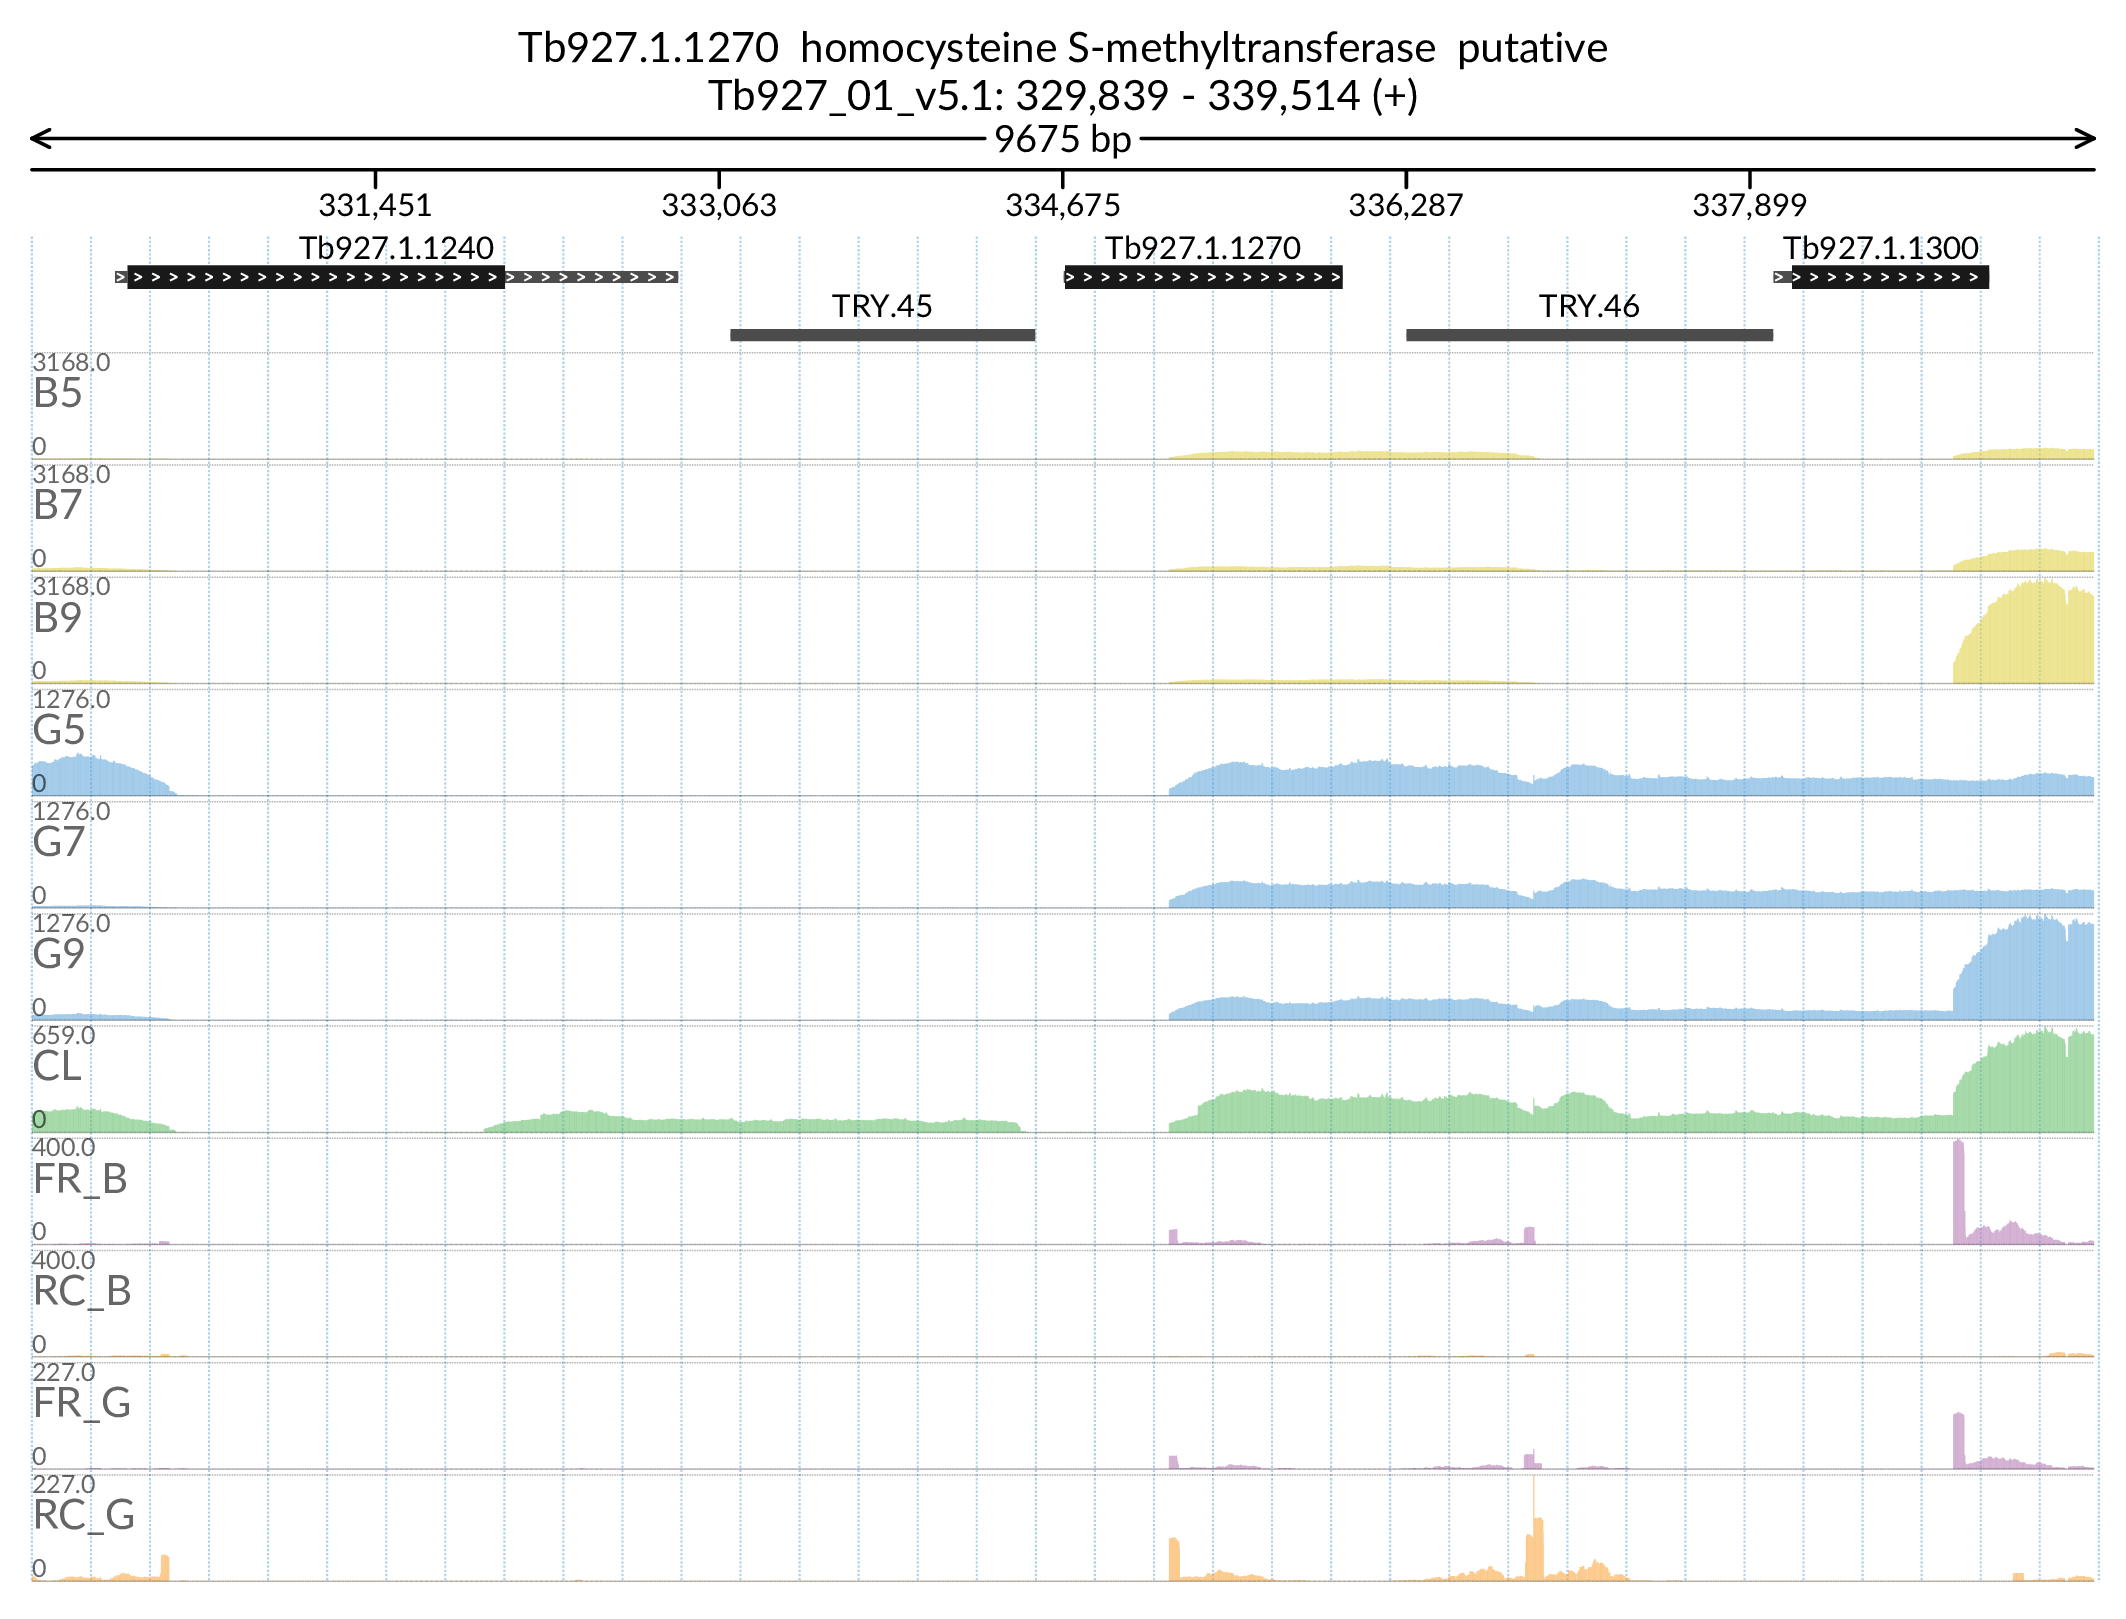 Tb927.1.1270 homocysteine S-methyltransferase putative
Tb927_01_v5.1: 329,839 - 339,514 (+)
9675 bp
331,451 333,063 334,675 336,287 337,899
Tb927.1.1240 Tb927.1.1270 Tb927.1.1300
TRY.45 TRY.46
3168.0
B5
0
3168.0
B7
0
3168.0
B9
0
1276.0
G5
0
1276.0
G7
0
1276.0
G9
0
659.0
CL
0
400.0
FR_B
0
400.0
RC_B
0
227.0
FR_G
0
227.0
RC_G
0